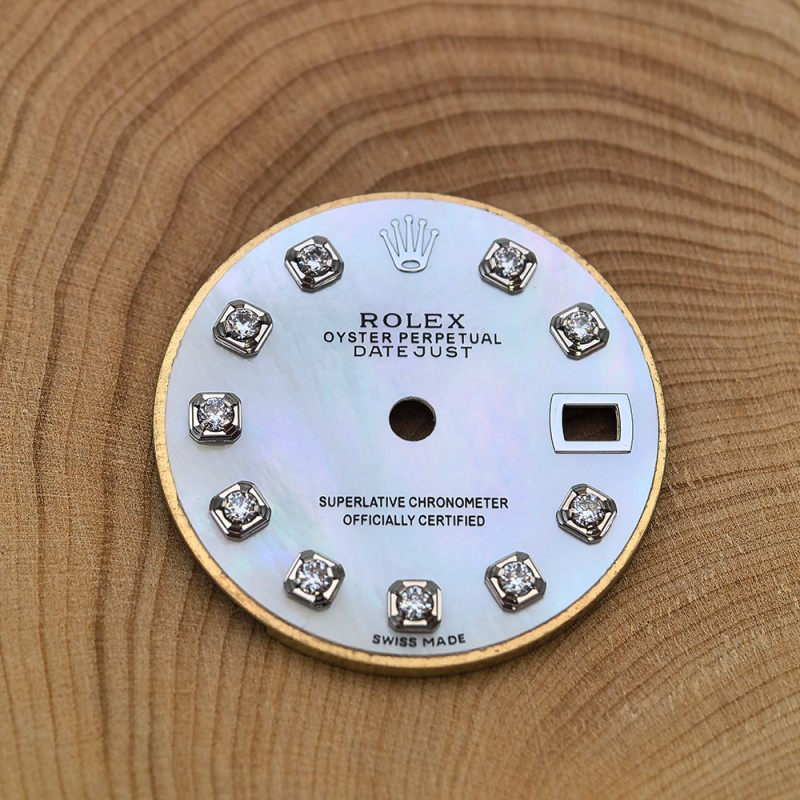 ROLEX
OYSTER PERPETUAL
DATEJUST
SUPERLATIVE CHRONOMETER
OFFICIALLY CERTIFIED
SWISS MADE